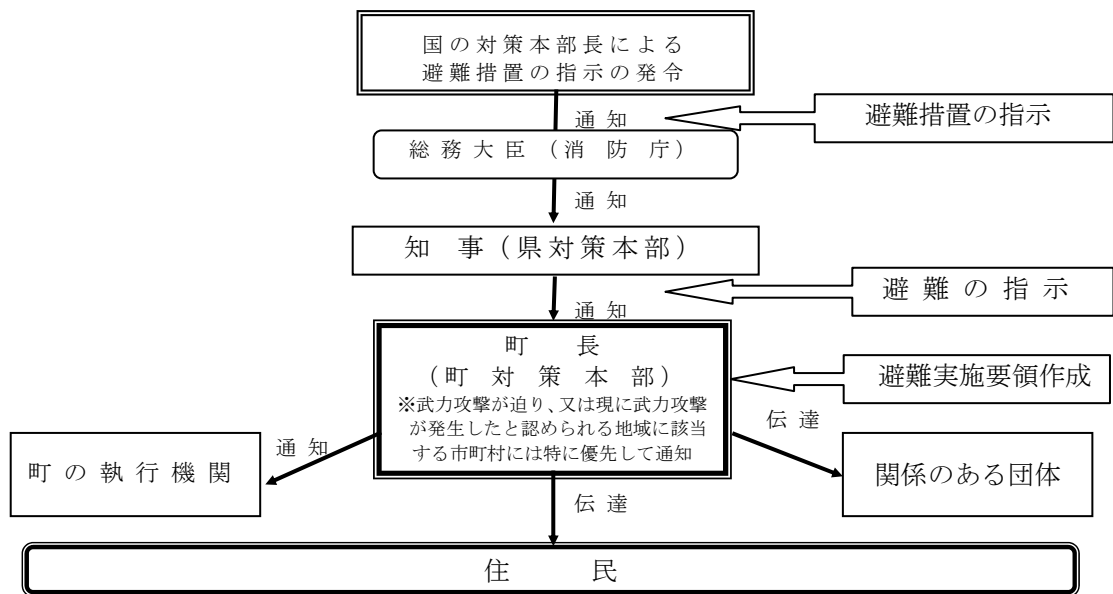 国の対策本部長による
避難措置の指示の発令
通知
避難措置の指示
総務大臣（消防庁）
通知
知事（県対策本部）
避難の指示
通知
町長
（町対策本部）
避難実施要領作成
※武力攻撃が迫り、又は現に武力攻撃
が発生したと認められる地域に該当
する市町村には特に優先して通知
通知
伝達
町の執行機関
関係のある団体
伝達
住民